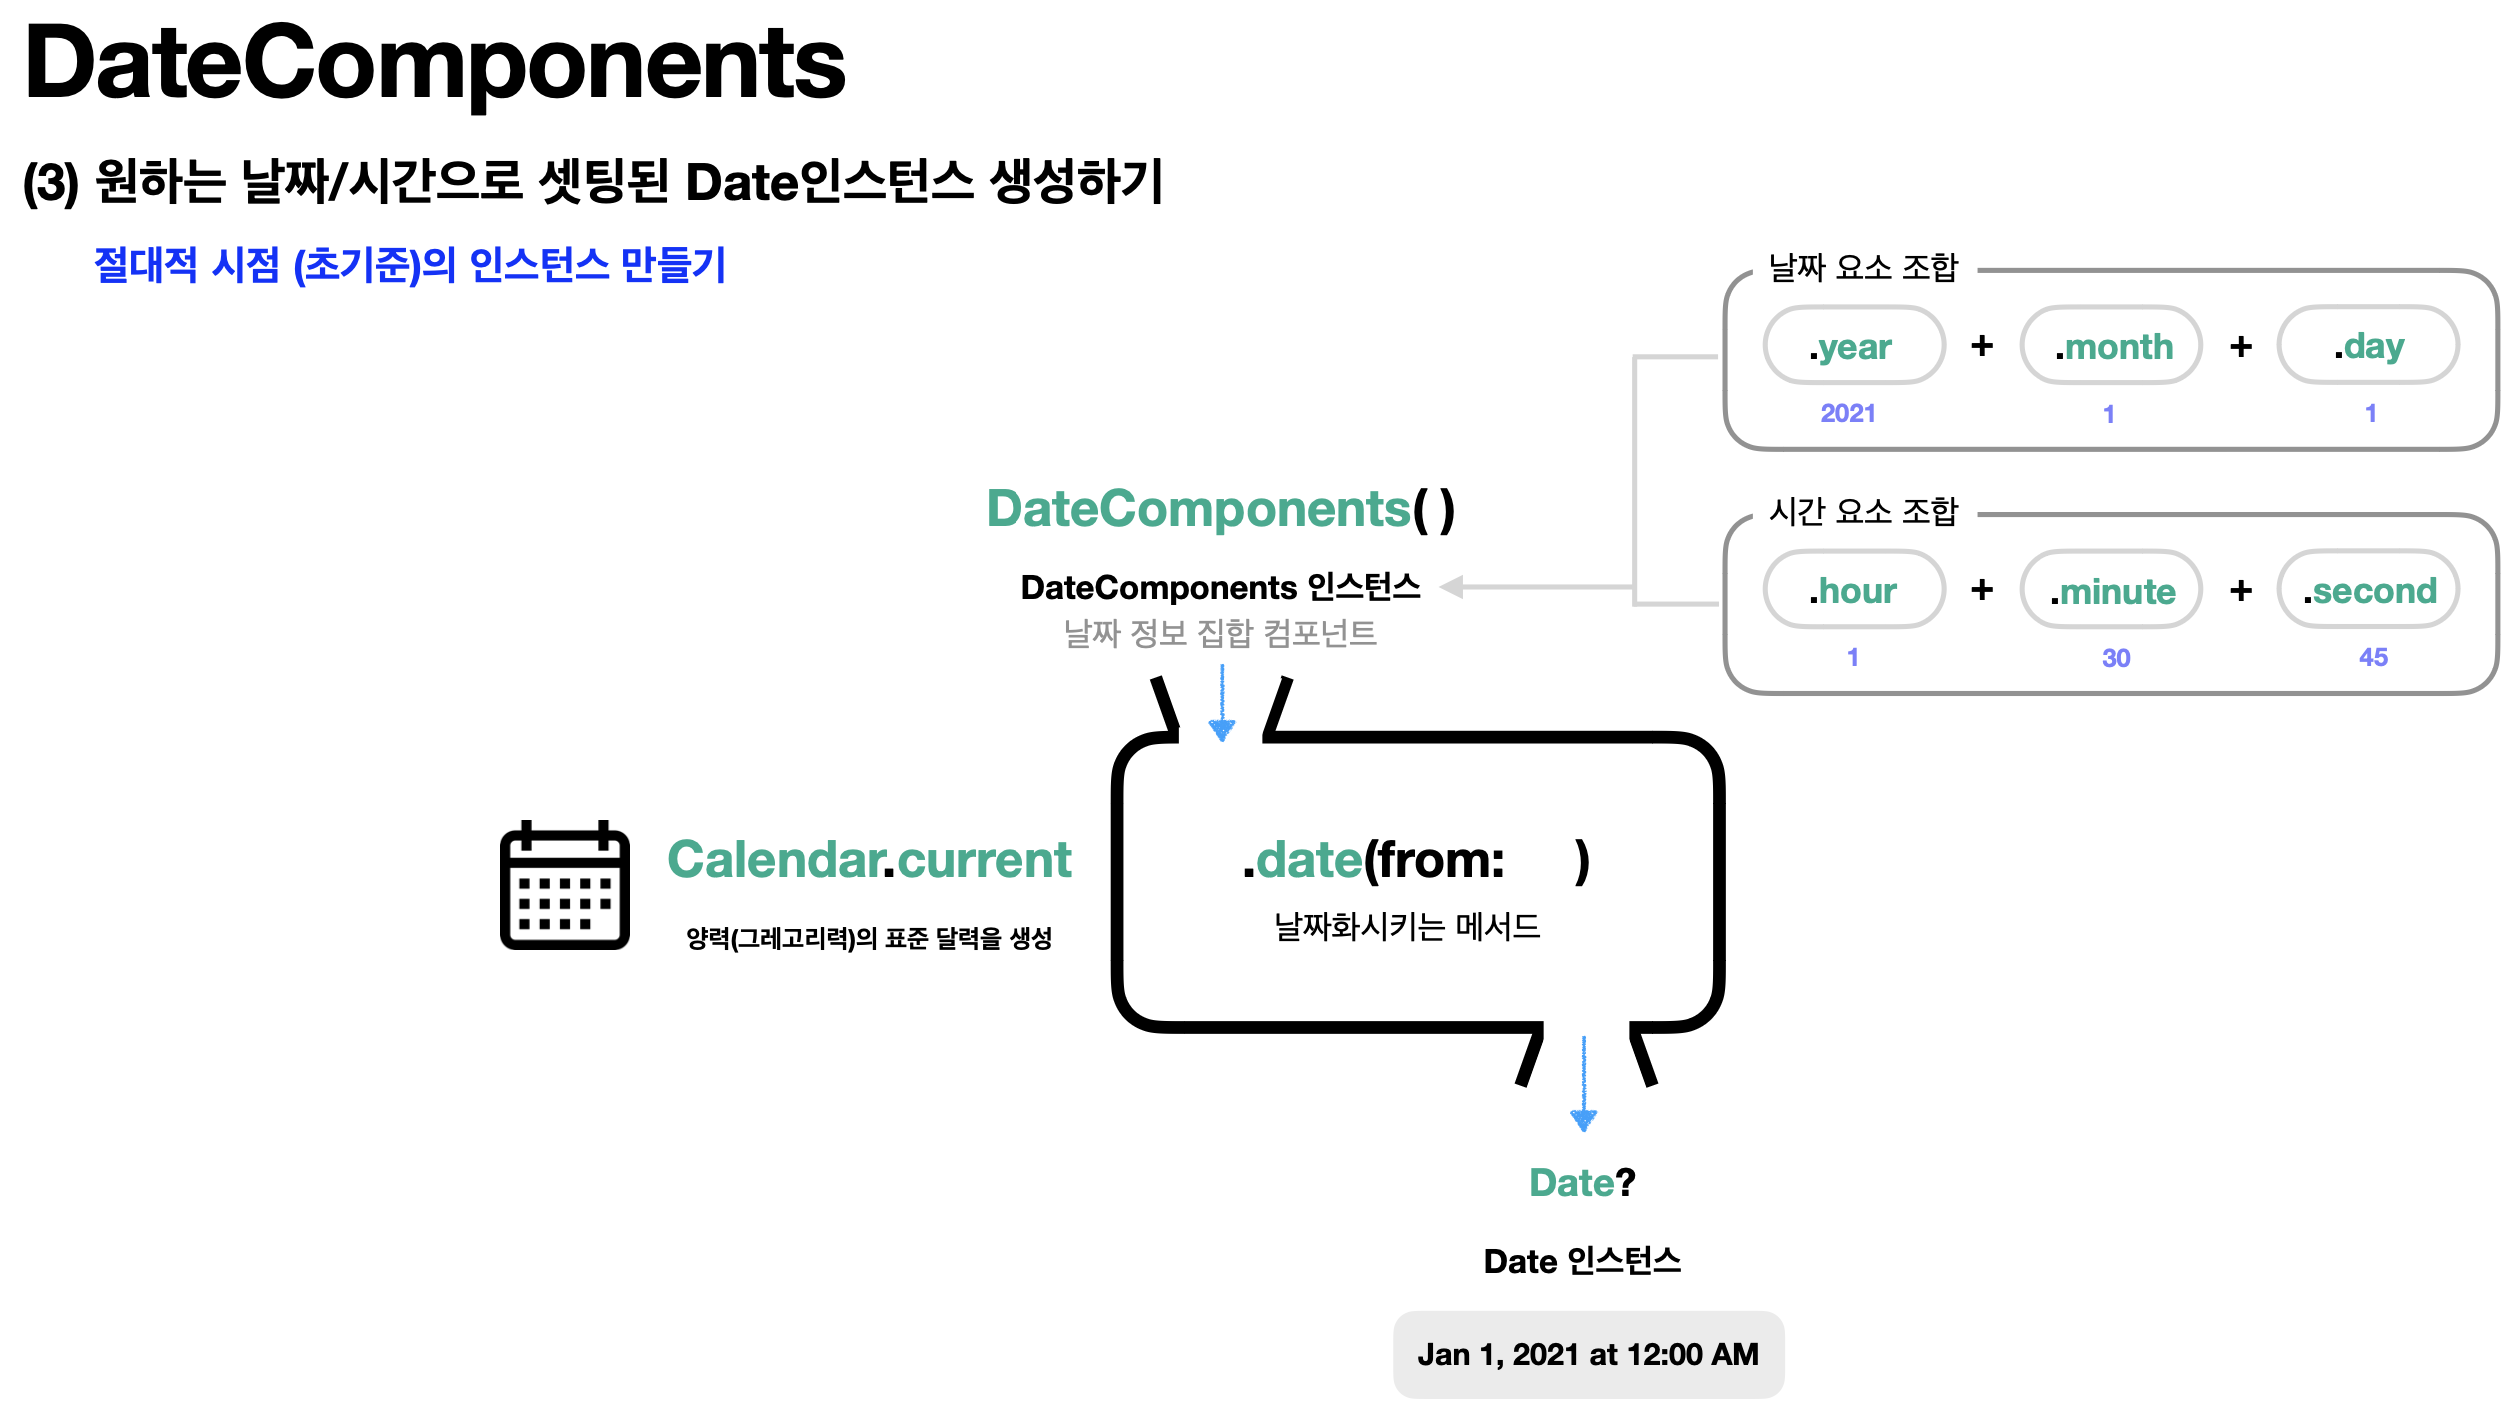 DateComponents
(3) 원하는 날짜/시간으로 셋팅된 Date인스턴스 생성하기
절대적 시점 (초기준)의 인스턴스 만들기
날짜 요소 조합
.year + .month + .day
2021 1 1
시간 요소 조합
.hour + .minute + .second
1 30 45
DateComponents( )
DateComponents 인스턴스
날짜 정보 집합 컴포넌트
Calendar.current
양력(그레고리력)의 표준 달력을 생성
.date(from: )
날짜화시키는 메서드
Date?
Date 인스턴스
Jan 1, 2021 at 12:00 AM